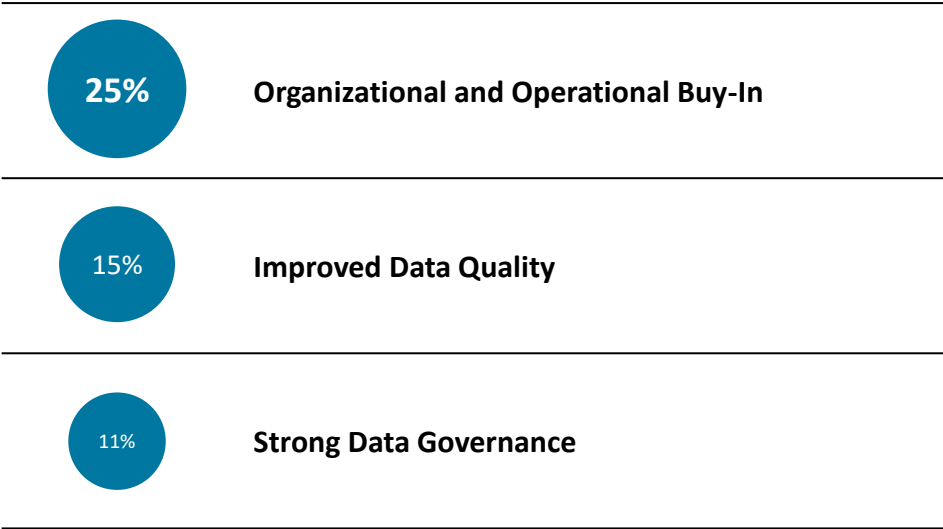 25%
Organizational and Operational Buy-In
15%
Improved Data Quality
11%
Strong Data Governance